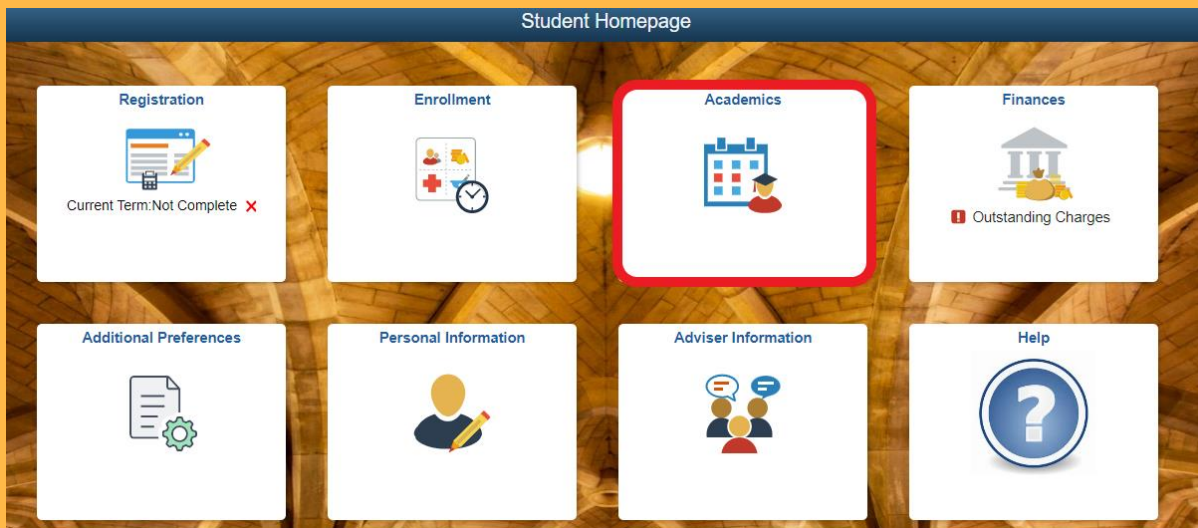 Student Homepage
Registration
Current Term:Not Complete
Enrollment
Academics
Finances
Outstanding Charges
Additional Preferences
Personal Information
Adviser Information
Help